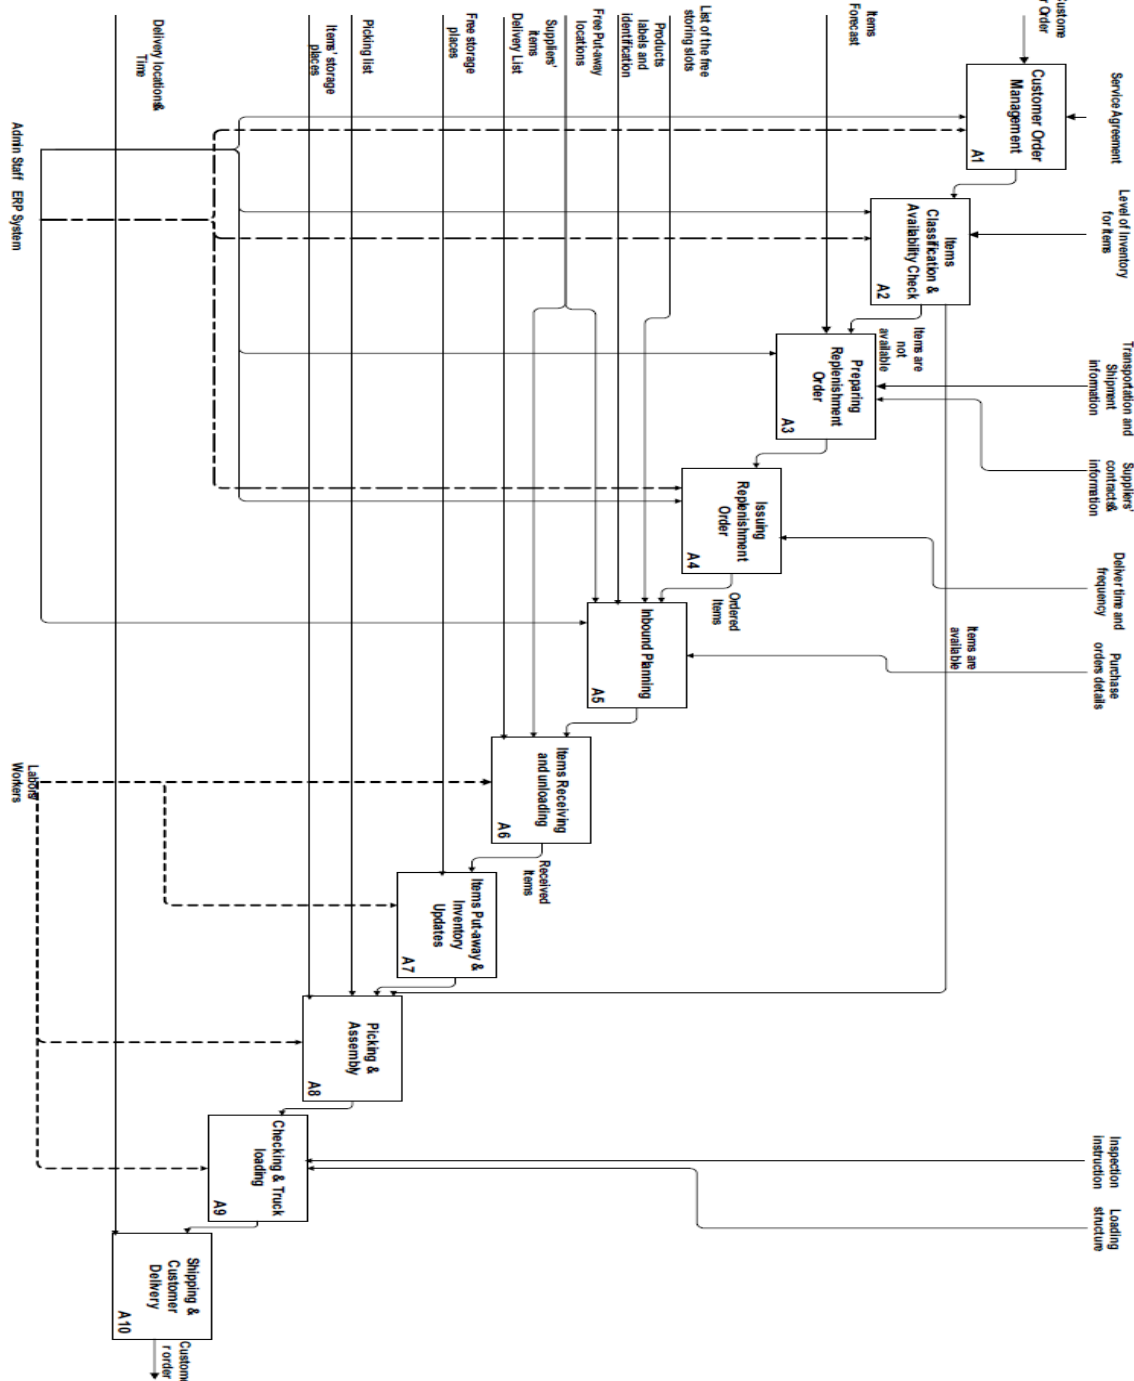 Custome
r Order
Service Agreement
Customer Order
Management
A1
Level of Inventory
for items
Items
Classification &
Availability Check
A2
Items
Forecast
Items are
not
available
Transportation and
Shipment
information
Suppliers'
contracts&
information
Preparing
Replenishment
Order
A3
Issuing
Replenishment
Order
A4
Deliver time and
frequency
Purchase
orders details
Ordered
Items
Items are
available
List of the free
storing slots
Products
labels and
identification
Free Put-away
locations
Suppliers'
items
Delivery List
Free storage
places
Picking list
Items' storage
places
Delivery location&
Time
Inbound Planning
A5
Items Receiving
and unloading
A6
Received
Items
Items Put-away &
Inventory
Updates
A7
Picking &
Assembly
A8
Inspection
instruction
Loading
structure
Checking & Truck
loading
A9
Shipping &
Customer
Delivery
A10
Custome
r order
Admin Staff
ERP System
Labors/
Workers